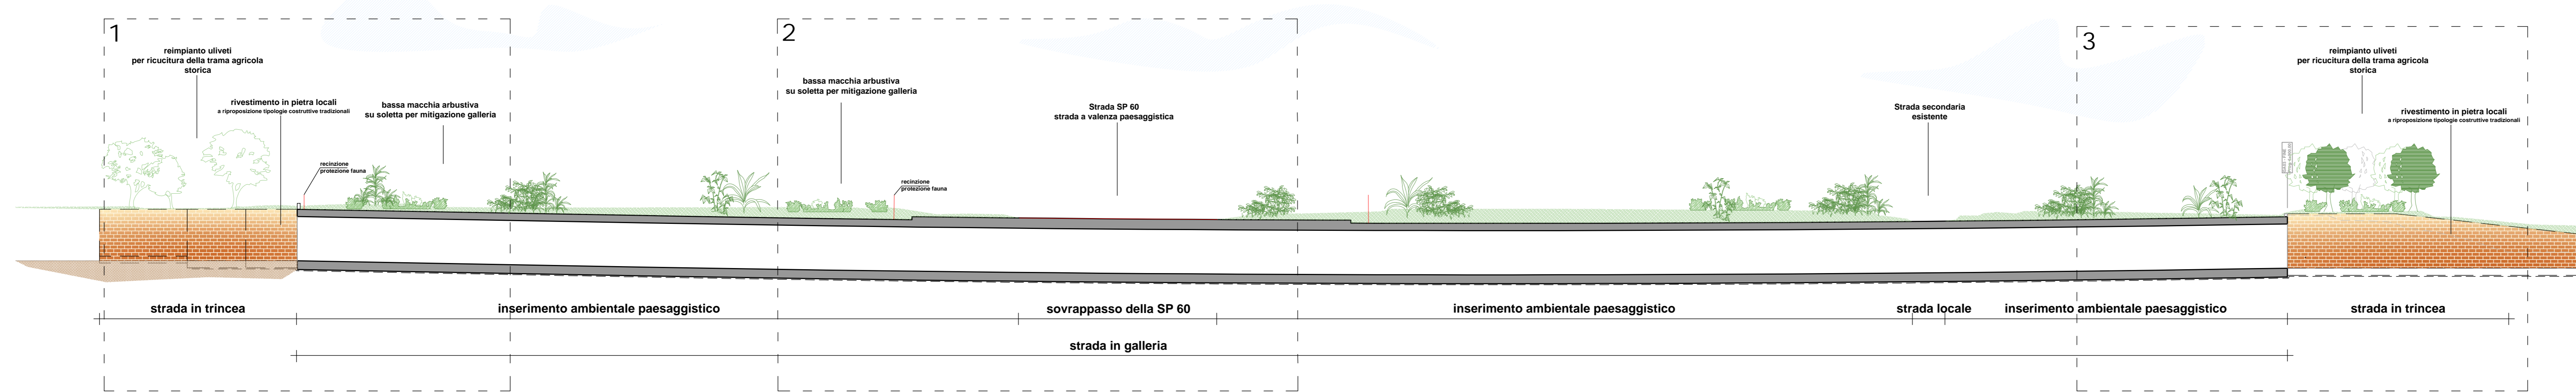 1
reimpianto uliveti
per ricucitura della trama agricola
storica
rivestimento in pietra locali
a riproposizione tipologie costruttive tradizionali
bassa macchia arbustiva
su soletta per mitigazione galleria
recinzione
protezione fauna
2
bassa macchia arbustiva
su soletta per mitigazione galleria
recinzione
protezione fauna
Strada SP 60
strada a valenza paesaggistica
Strada secondaria
esistente
3
reimpianto uliveti
per ricucitura della trama agricola
storica
rivestimento in pietra locali
a riproposizione tipologie costruttive tradizionali
strada in trincea
inserimento ambientale paesaggistico
sovrappasso della SP 60
inserimento ambientale paesaggistico
strada locale
inserimento ambientale paesaggistico
strada in trincea
strada in galleria